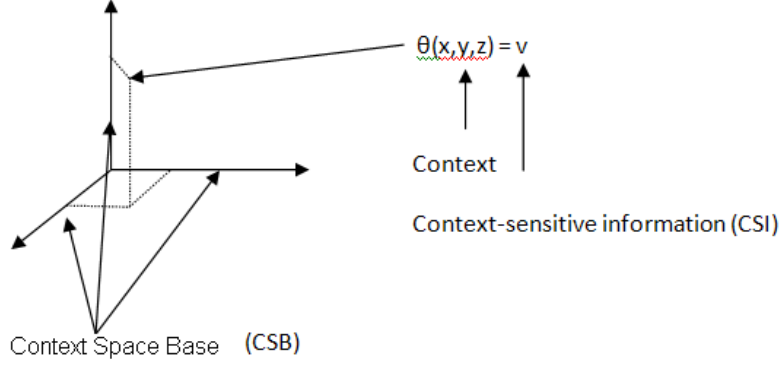 θ(x,y,z) = v
Context
Context-sensitive information (CSI)
Context Space Base (CSB)